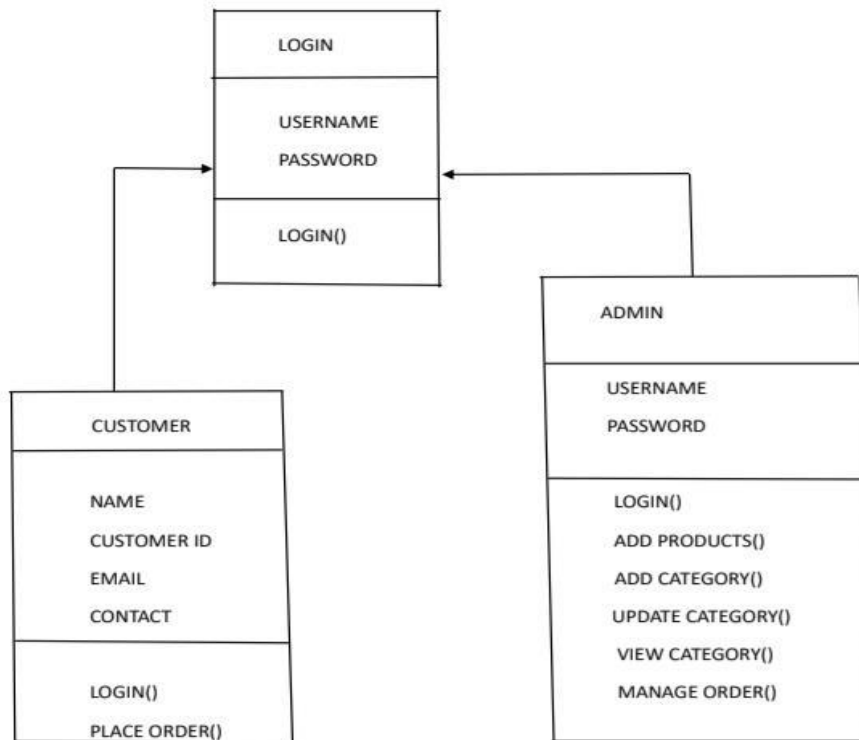 LOGIN
USERNAME
PASSWORD
LOGIN()
CUSTOMER
NAME
CUSTOMER ID
EMAIL
CONTACT
LOGIN()
PLACE ORDER()
ADMIN
USERNAME
PASSWORD
LOGIN()
ADD PRODUCTS()
ADD CATEGORY()
UPDATE CATEGORY()
VIEW CATEGORY()
MANAGE ORDER()